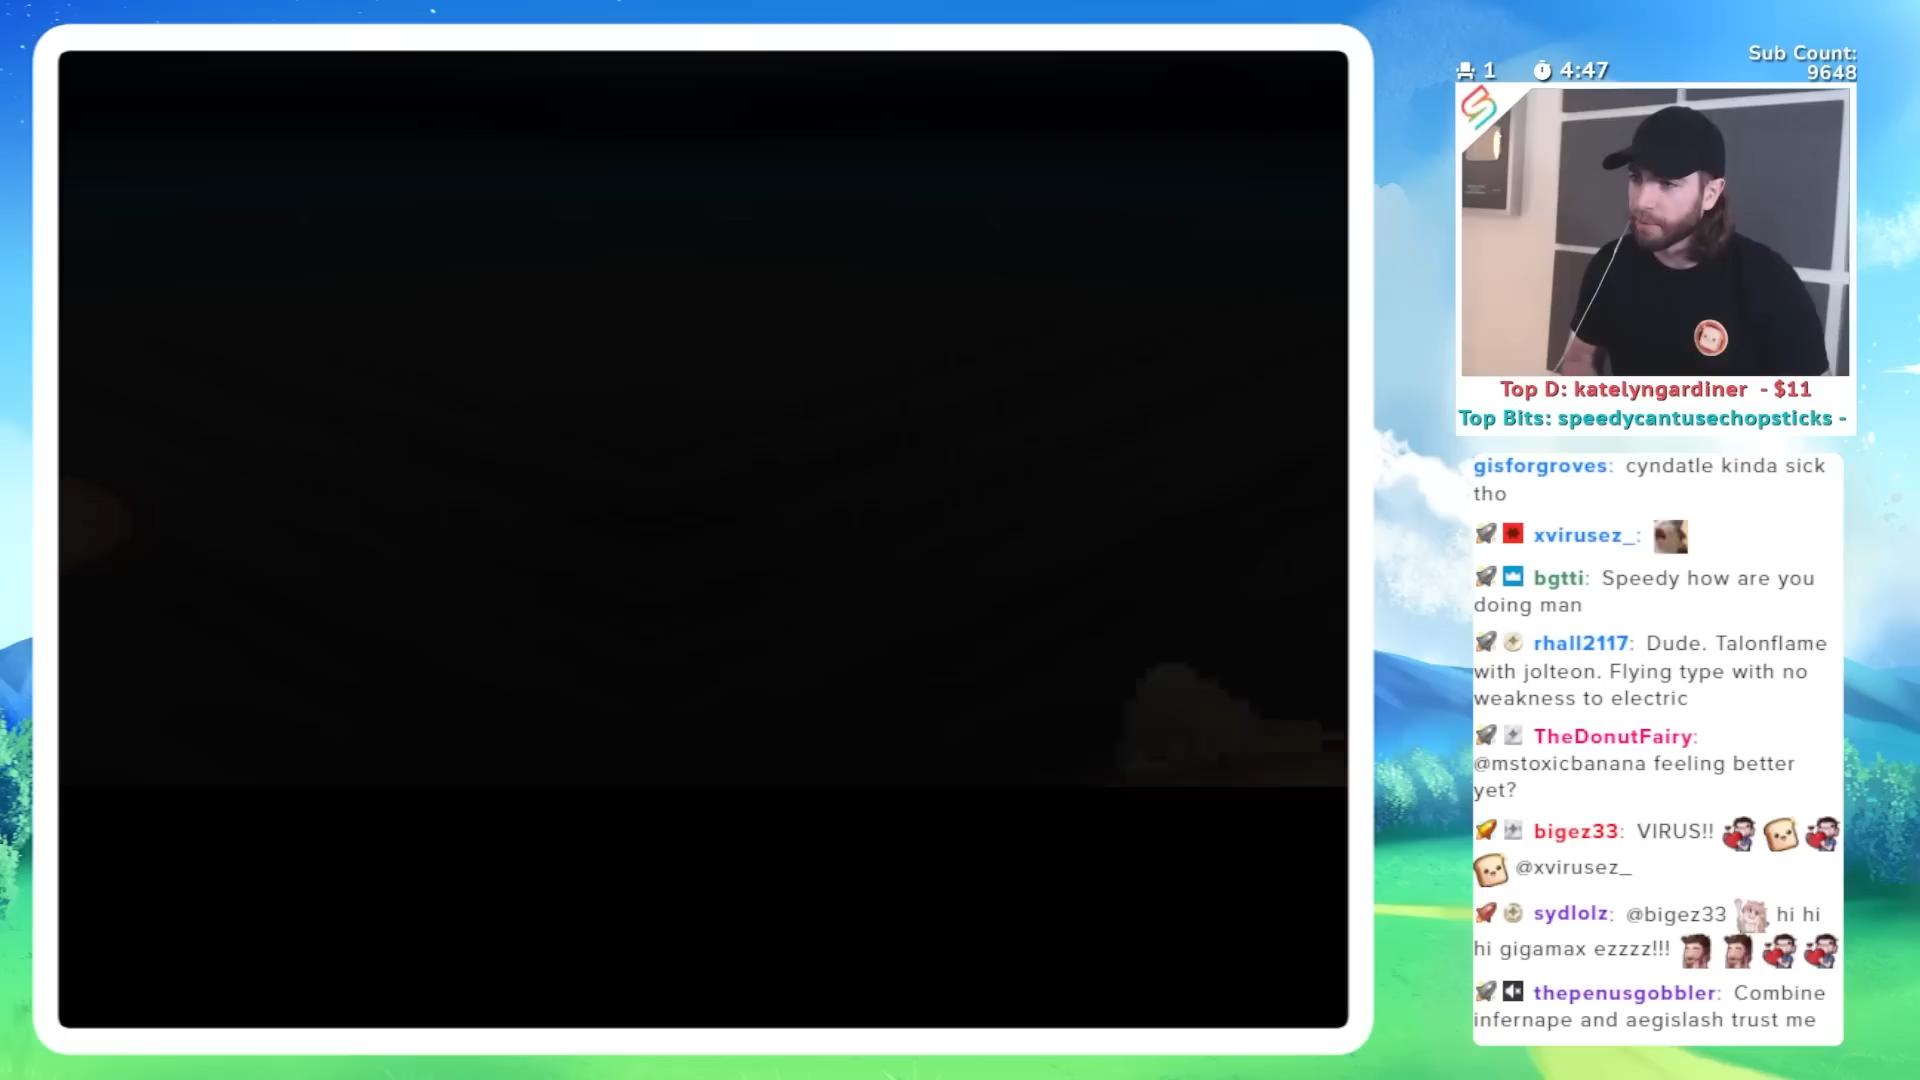 1
4:47
Sub Count:
9648
Top D: katelyngardiner - $11
Top Bits: speedycantusechopsticks -
gisforgroves: cyndatle kinda sick
tho
xvirusez_:
bgtti: Speedy how are you
doing man
rhall2117: Dude. Talonflame
with jolteon. Flying type with no
weakness to electric
TheDonutFairy:
@mstoxicbanana feeling better
yet?
bigez33: VIRUS!!
@xvirusez_
sydlolz: @bigez33 hi hi
hi gigamax ezzzz!!!
thepenusgobbler: Combine
infernape and aegislash trust me